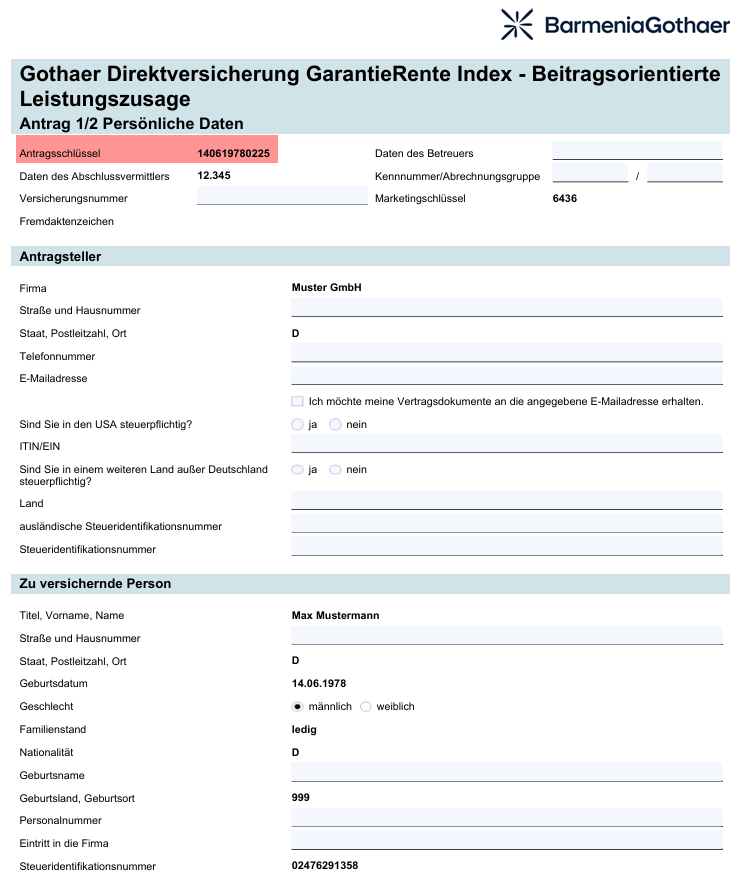 BarmeniaGothaer
Gothaer Direktversicherung GarantieRente Index - Beitragsorientierte
Leistungszusage
Antrag 1/2 Persönliche Daten
Antragsschlüssel 140619780225 Daten des Betreuers
Daten des Abschlussvermittlers 12.345 Kennnummer/Abrechnungsgruppe /
Versicherungsnummer Marketingschlüssel 6436
Fremdaktenzeichen
Antragsteller
Firma Muster GmbH
Straße und Hausnummer
Staat, Postleitzahl, Ort D
Telefonnummer
E-Mailadresse
Ich möchte meine Vertragsdokumente an die angegebene E-Mailadresse erhalten.
Sind Sie in den USA steuerpflichtig? ja nein
ITIN/EIN
Sind Sie in einem weiteren Land außer Deutschland ja nein
steuerpflichtig?
Land
ausländische Steueridentifikationsnummer
Steueridentifikationsnummer
Zu versichernde Person
Titel, Vorname, Name Max Mustermann
Straße und Hausnummer
Staat, Postleitzahl, Ort D
Geburtsdatum 14.06.1978
Geschlecht männlich weiblich
Familienstand ledig
Nationalität D
Geburtsname
Geburtsland, Geburtsort 999
Personalnummer
Eintritt in die Firma
Steueridentifikationsnummer 02476291358